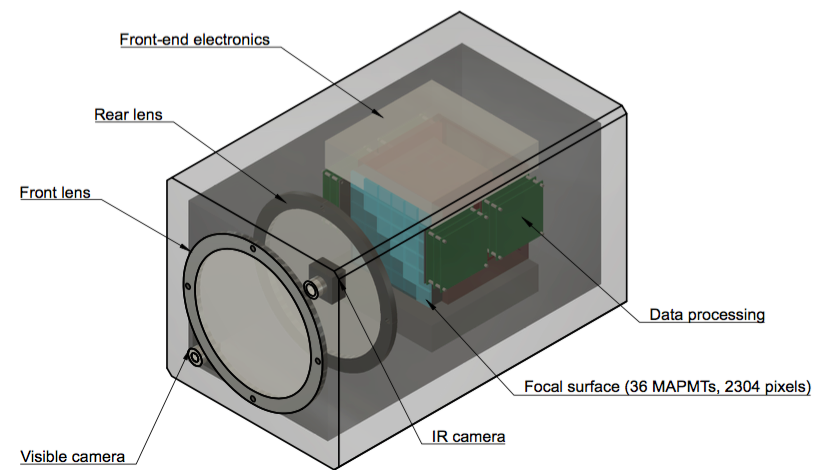 Front-end electronics
Rear lens
Front lens
Data processing
Focal surface (36 MAPMTs, 2304 pixels)
IR camera
Visible camera